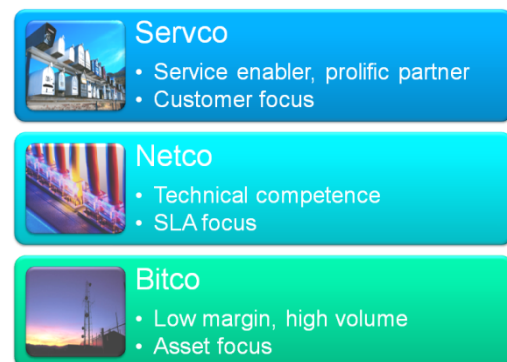 Servco
• Service enabler, prolific partner
• Customer focus
Netco
• Technical competence
• SLA focus
Bitco
• Low margin, high volume
• Asset focus